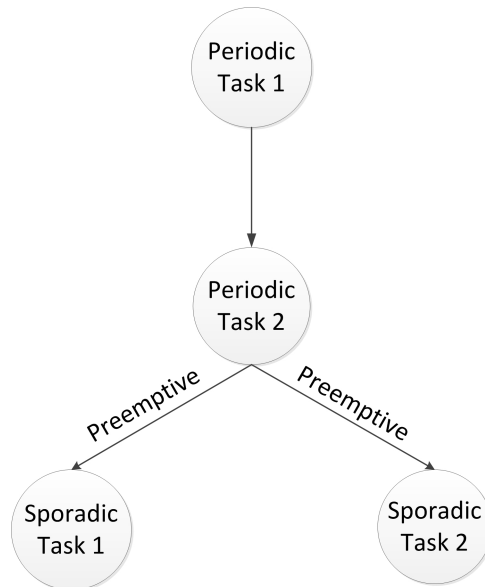 Periodic
Task 1
Periodic
Task 2
Preemptive
Preemptive
Sporadic
Task 1
Sporadic
Task 2